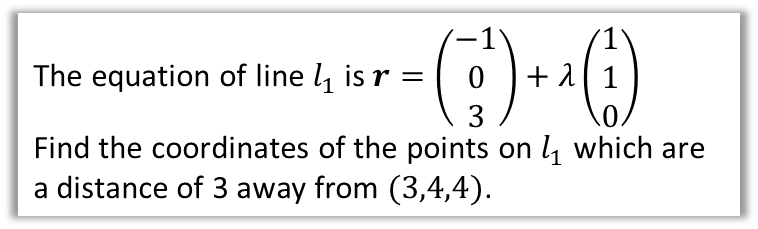 The equation of line l₁ is r = (−1 0 3) + λ (1 1 0)
Find the coordinates of the points on l₁ which are
a distance of 3 away from (3,4,4).